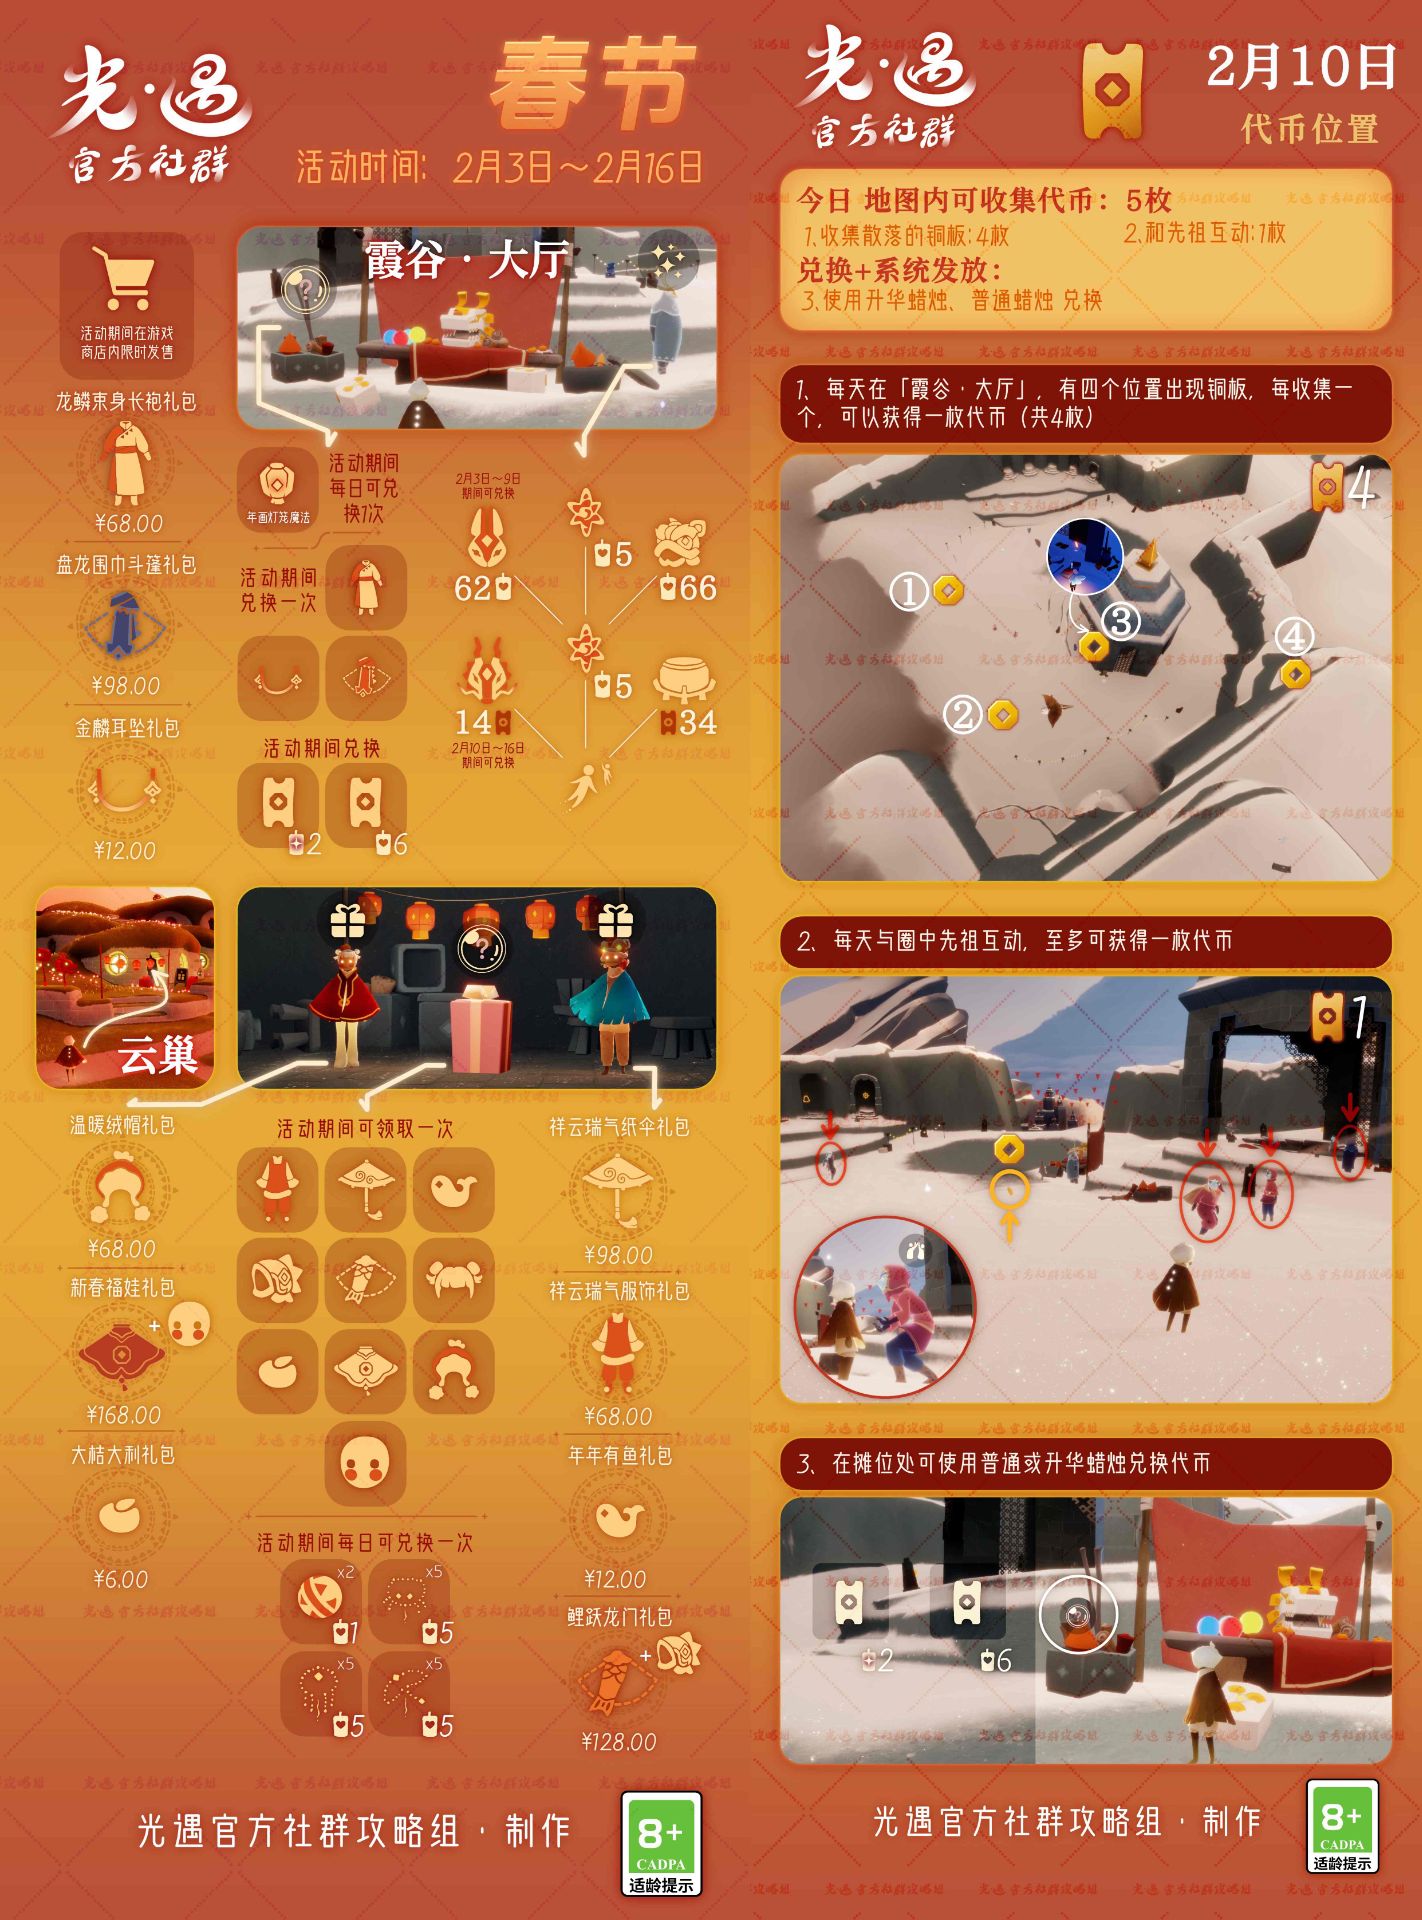 光·遇
官方社群
春节
活动时间: 2月3日~2月16日
活动期间在游戏
商店内限时发售
龙鳞束身长袍礼包
¥68.00
盘龙围巾斗篷礼包
¥98.00
金麟耳坠礼包
¥12.00
霞谷·大厅
年画灯笼魔法
活动期间
每日可兑
换1次
活动期间
兑换一次
活动期间兑换
2
6
2月3日~9日
期间可兑换
62
5
66
5
14
34
2月10日~16日
期间可兑换
云巢
温暖绒帽礼包
¥68.00
新春福娃礼包
+
¥168.00
大桔大利礼包
¥6.00
活动期间可领取一次
活动期间每日可兑换一次
x2
1
x5
5
x5
5
x5
5
祥云瑞气纸伞礼包
¥98.00
祥云瑞气服饰礼包
¥68.00
年年有鱼礼包
¥12.00
鲤跃龙门礼包
+
¥128.00
光遇官方社群攻略组·制作
8+
CADPA
适龄提示
光·遇
官方社群
2月10日
代币位置
今日 地图内可收集代币：5枚
1、收集散落的铜板:4枚
2、和先祖互动:1枚
兑换+系统发放：
3、使用升华蜡烛、普通蜡烛 兑换
1、每天在「霞谷·大厅」，有四个位置出现铜板，每收集一
个，可以获得一枚代币（共4枚）
4
①
②
③
④
2、每天与圈中先祖互动，至多可获得一枚代币
1
3、在摊位处可使用普通或升华蜡烛兑换代币
2
6
光遇官方社群攻略组·制作
8+
CADPA
适龄提示